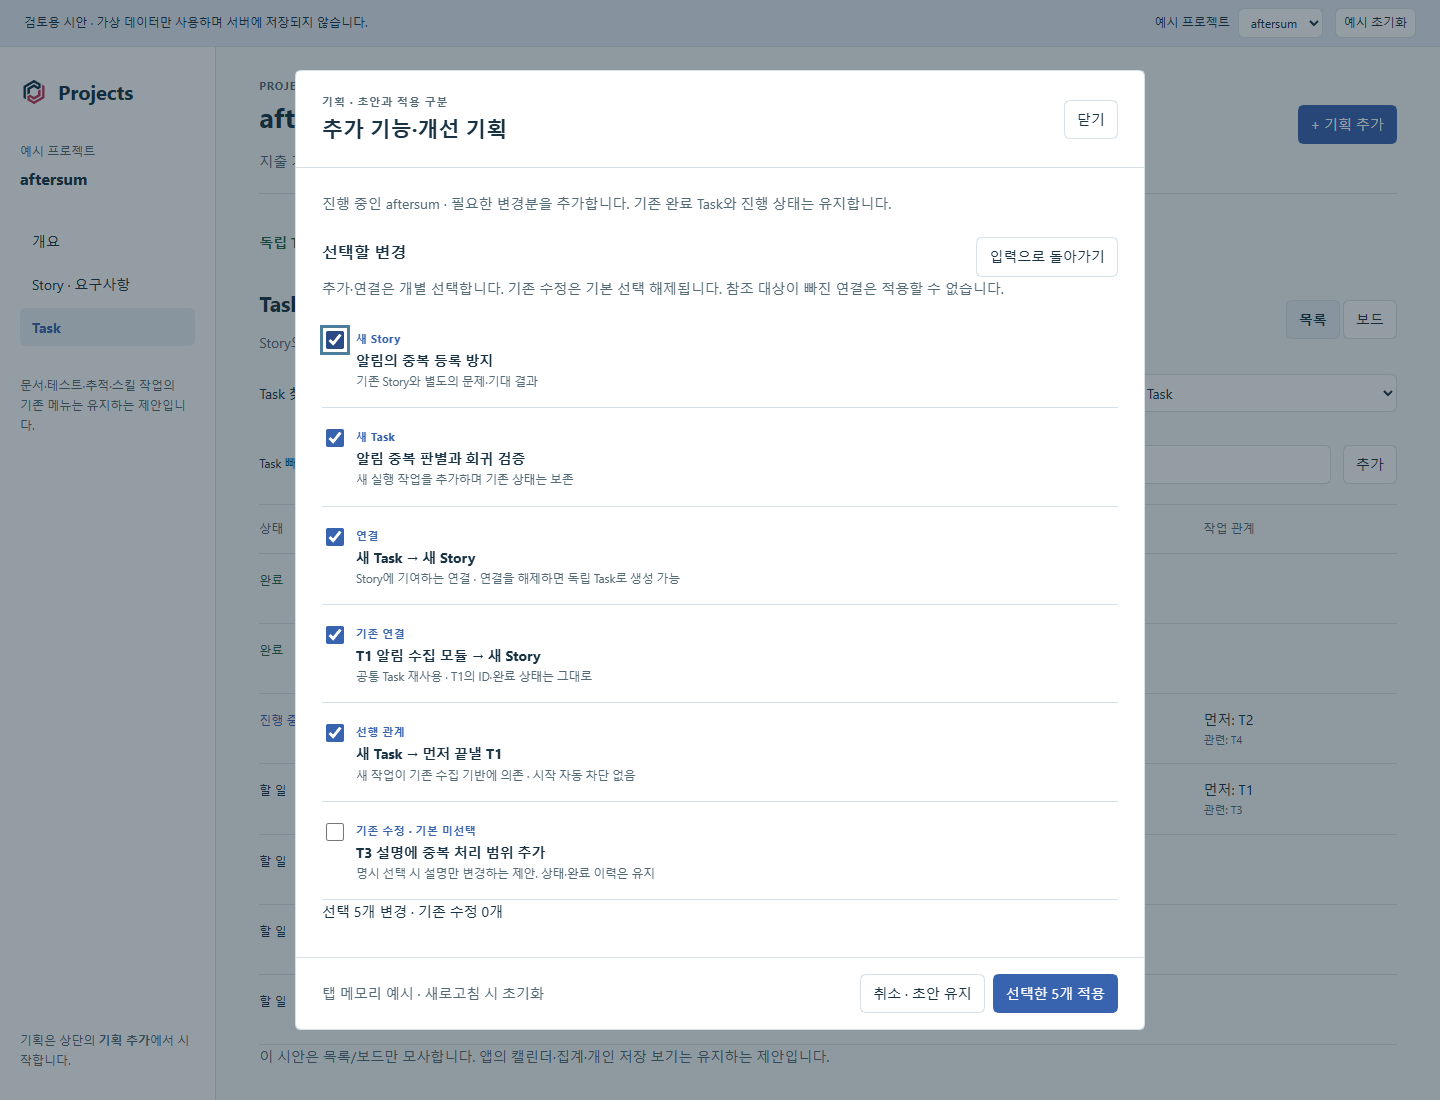 검토용 시안 · 가상 데이터만 사용하며 서버에 저장되지 않습니다.
예시 프로젝트
aftersum
예시 초기화
Projects
예시 프로젝트
aftersum
개요
Story · 요구사항
Task
문서·테스트·추적·스킬 작업의
기존 메뉴는 유지하는 제안입니
다.
기획은 상단의 기획 추가에서 시
작합니다.
+ 기획 추가
목록
보드
Task
추가
상태
작업 관계
완료
완료
진행
먼저: T2
관련: T4
할 일
먼저: T1
관련: T3
할 일
할 일
할 일
이 시안은 목록/보드만 모사합니다. 앱의 캘린더·집계·개인 저장 보기는 유지하는 제안입니다.
기획 · 초안과 적용 구분
추가 기능·개선 기획
닫기
진행 중인 aftersum · 필요한 변경분을 추가합니다. 기존 완료 Task와 진행 상태는 유지합니다.
선택할 변경
입력으로 돌아가기
추가·연결은 개별 선택합니다. 기존 수정은 기본 선택 해제됩니다. 참조 대상이 빠진 연결은 적용할 수 없습니다.
새 Story
알림의 중복 등록 방지
기존 Story와 별도의 문제·기대 결과
새 Task
알림 중복 판별과 회귀 검증
새 실행 작업을 추가하며 기존 상태는 보존
연결
새 Task → 새 Story
Story에 기여하는 연결 · 연결을 해제하면 독립 Task로 생성 가능
기존 연결
T1 알림 수집 모듈 → 새 Story
공통 Task 재사용 · T1의 ID·완료 상태는 그대로
선행 관계
새 Task → 먼저 끝낼 T1
새 작업이 기존 수집 기반에 의존 · 시작 자동 차단 없음
기존 수정 · 기본 미선택
T3 설명에 중복 처리 범위 추가
명시 선택 시 설명만 변경하는 제안. 상태·완료 이력은 유지
선택 5개 변경 · 기존 수정 0개
탭 메모리 예시 · 새로고침 시 초기화
취소 · 초안 유지
선택한 5개 적용